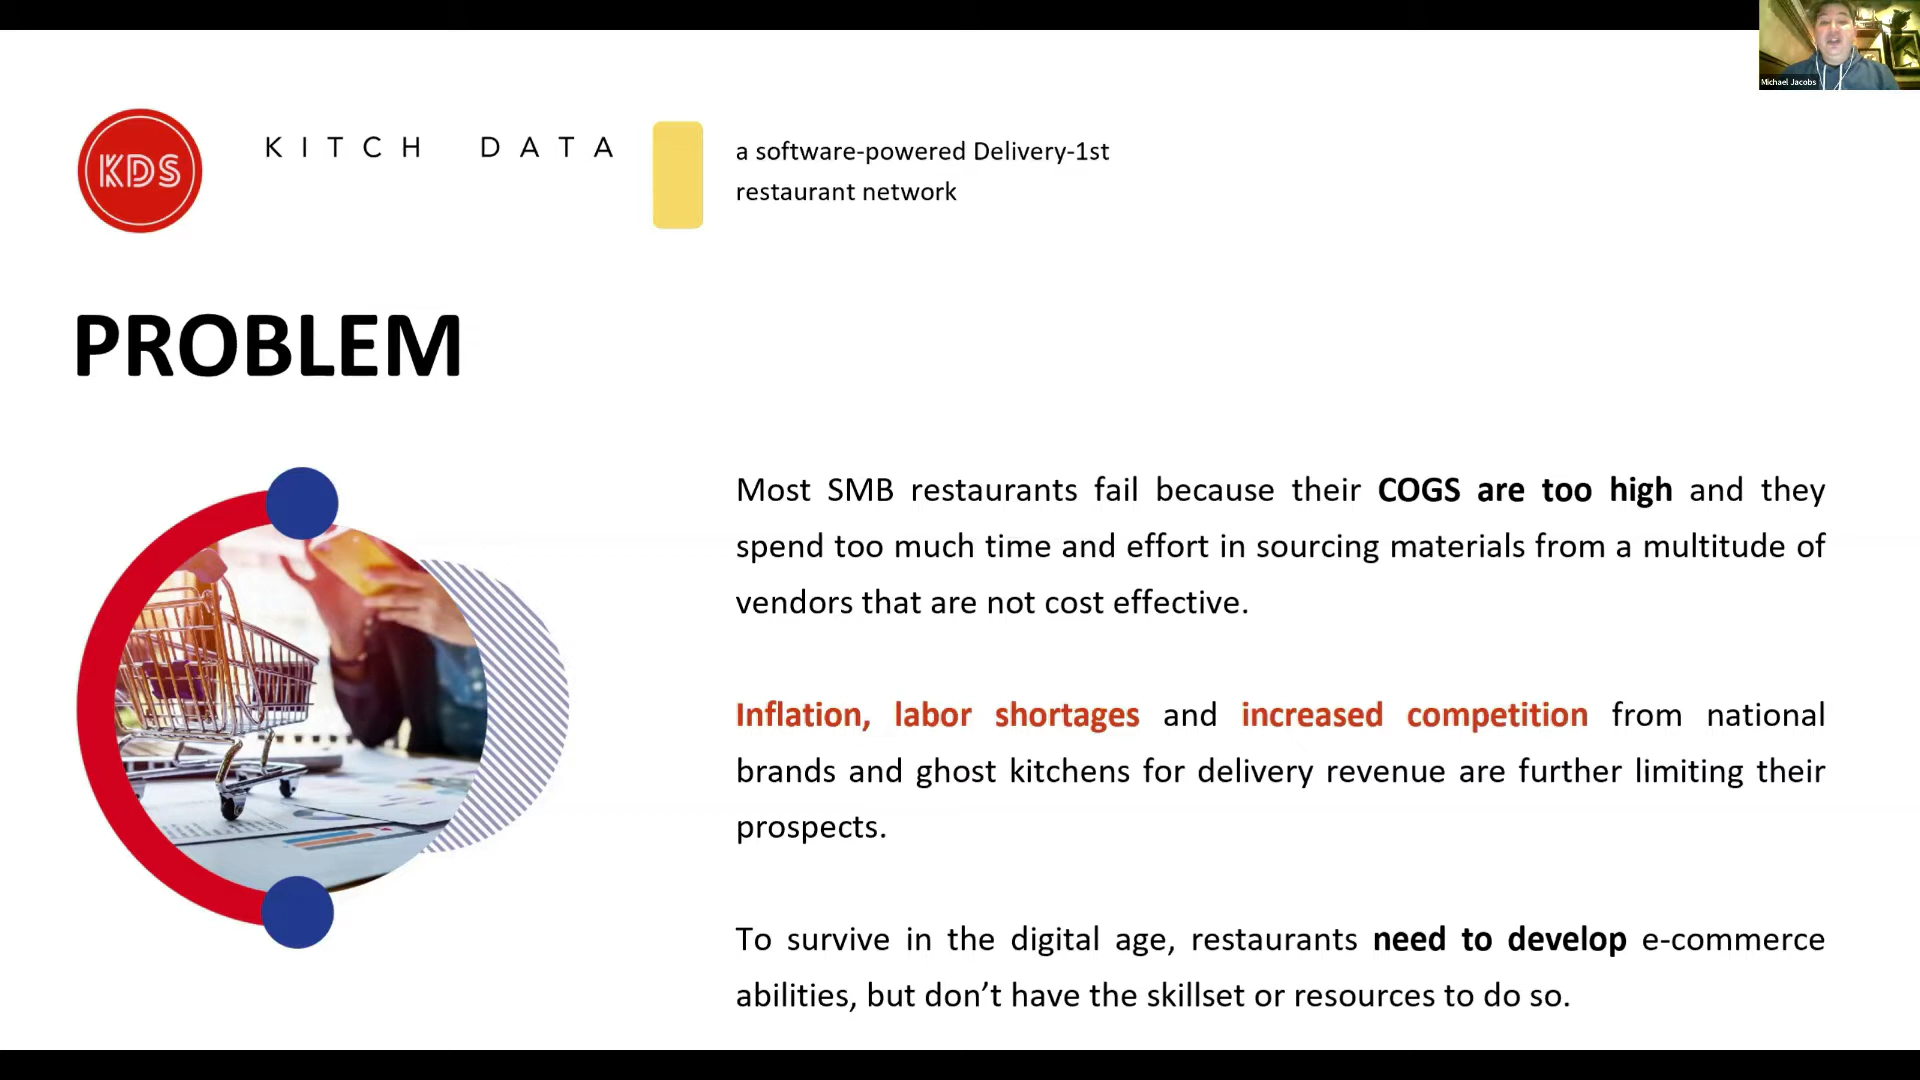 Michael Jacobs
KDS
KITCH DATA
a software-powered Delivery-1st
restaurant network
PROBLEM
Most SMB restaurants fail because their COGS are too high and they
spend too much time and effort in sourcing materials from a multitude of
vendors that are not cost effective.
Inflation, labor shortages and increased competition from national
brands and ghost kitchens for delivery revenue are further limiting their
prospects.
To survive in the digital age, restaurants need to develop e-commerce
abilities, but don’t have the skillset or resources to do so.